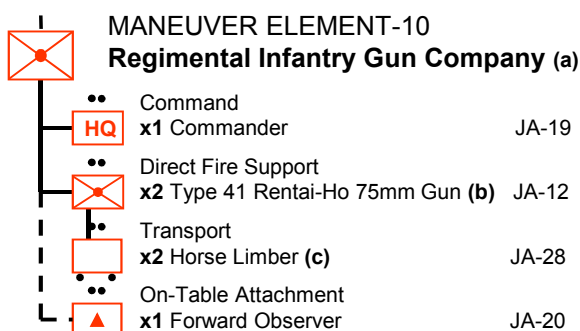 MANEUVER ELEMENT-10
Regimental Infantry Gun Company (a)
Command
HQ x1 Commander JA-19
Direct Fire Support
x2 Type 41 Rentai-Ho 75mm Gun (b) JA-12
Transport
x2 Horse Limber (c) JA-28
On-Table Attachment
x1 Forward Observer JA-20